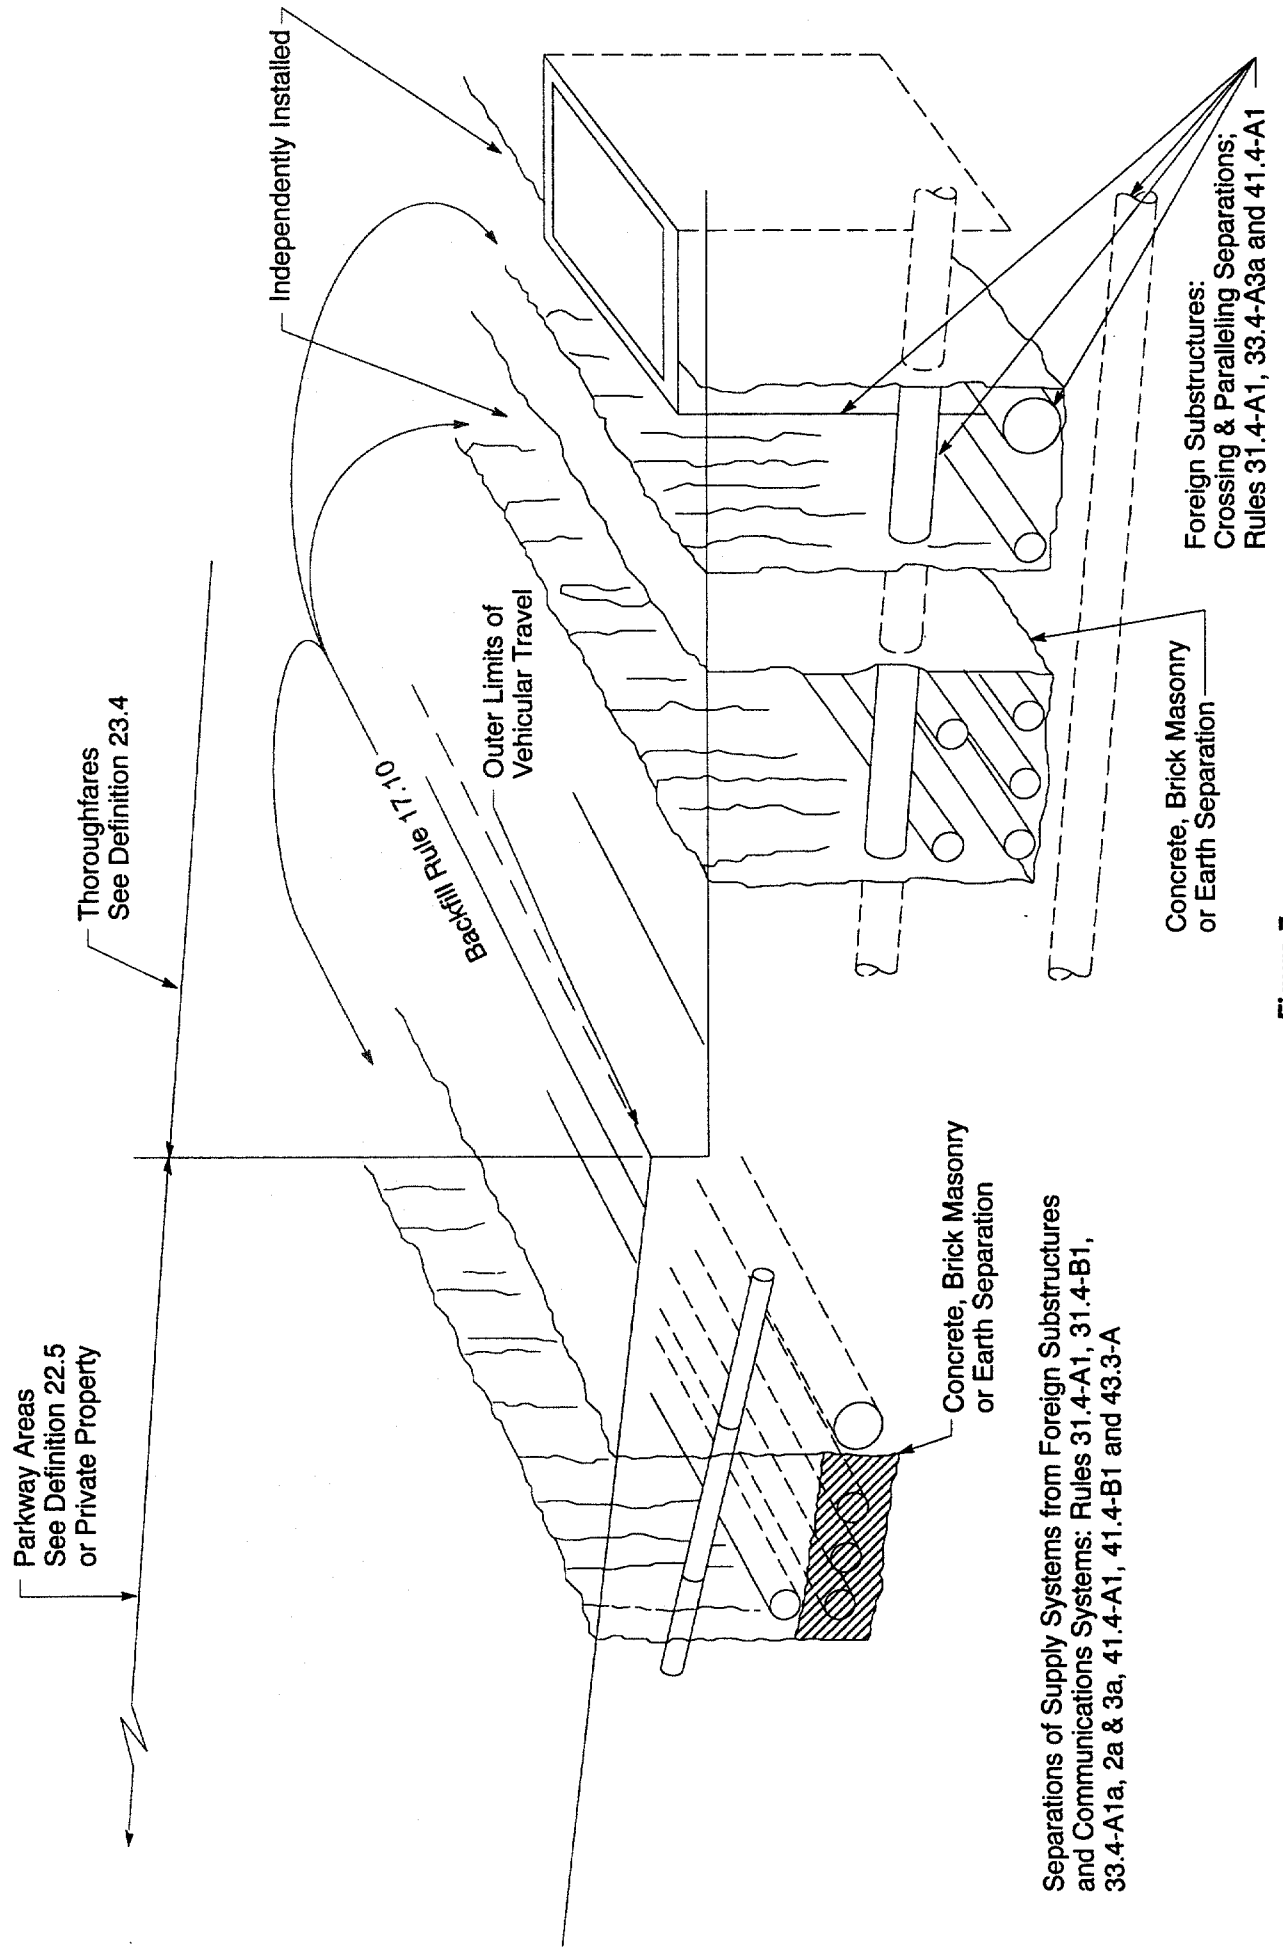 Parkway Areas
See Definition 22.5
or Private Property
Thoroughfares
See Definition 23.4
Independently Installed
Backfill Rule 17.10
Outer Limits of
Vehicular Travel
Concrete, Brick Masonry
or Earth Separation
Separations of Supply Systems from Foreign Substructures
and Communications Systems: Rules 31.4-A1, 31.4-B1,
33.4-A1a, 2a & 3a, 41.4-A1, 41.4-B1 and 43.3-A
Concrete, Brick Masonry
or Earth Separation
Foreign Substructures:
Crossing & Paralleling Separations;
Rules 31.4-A1, 33.4-A3a and 41.4-A1